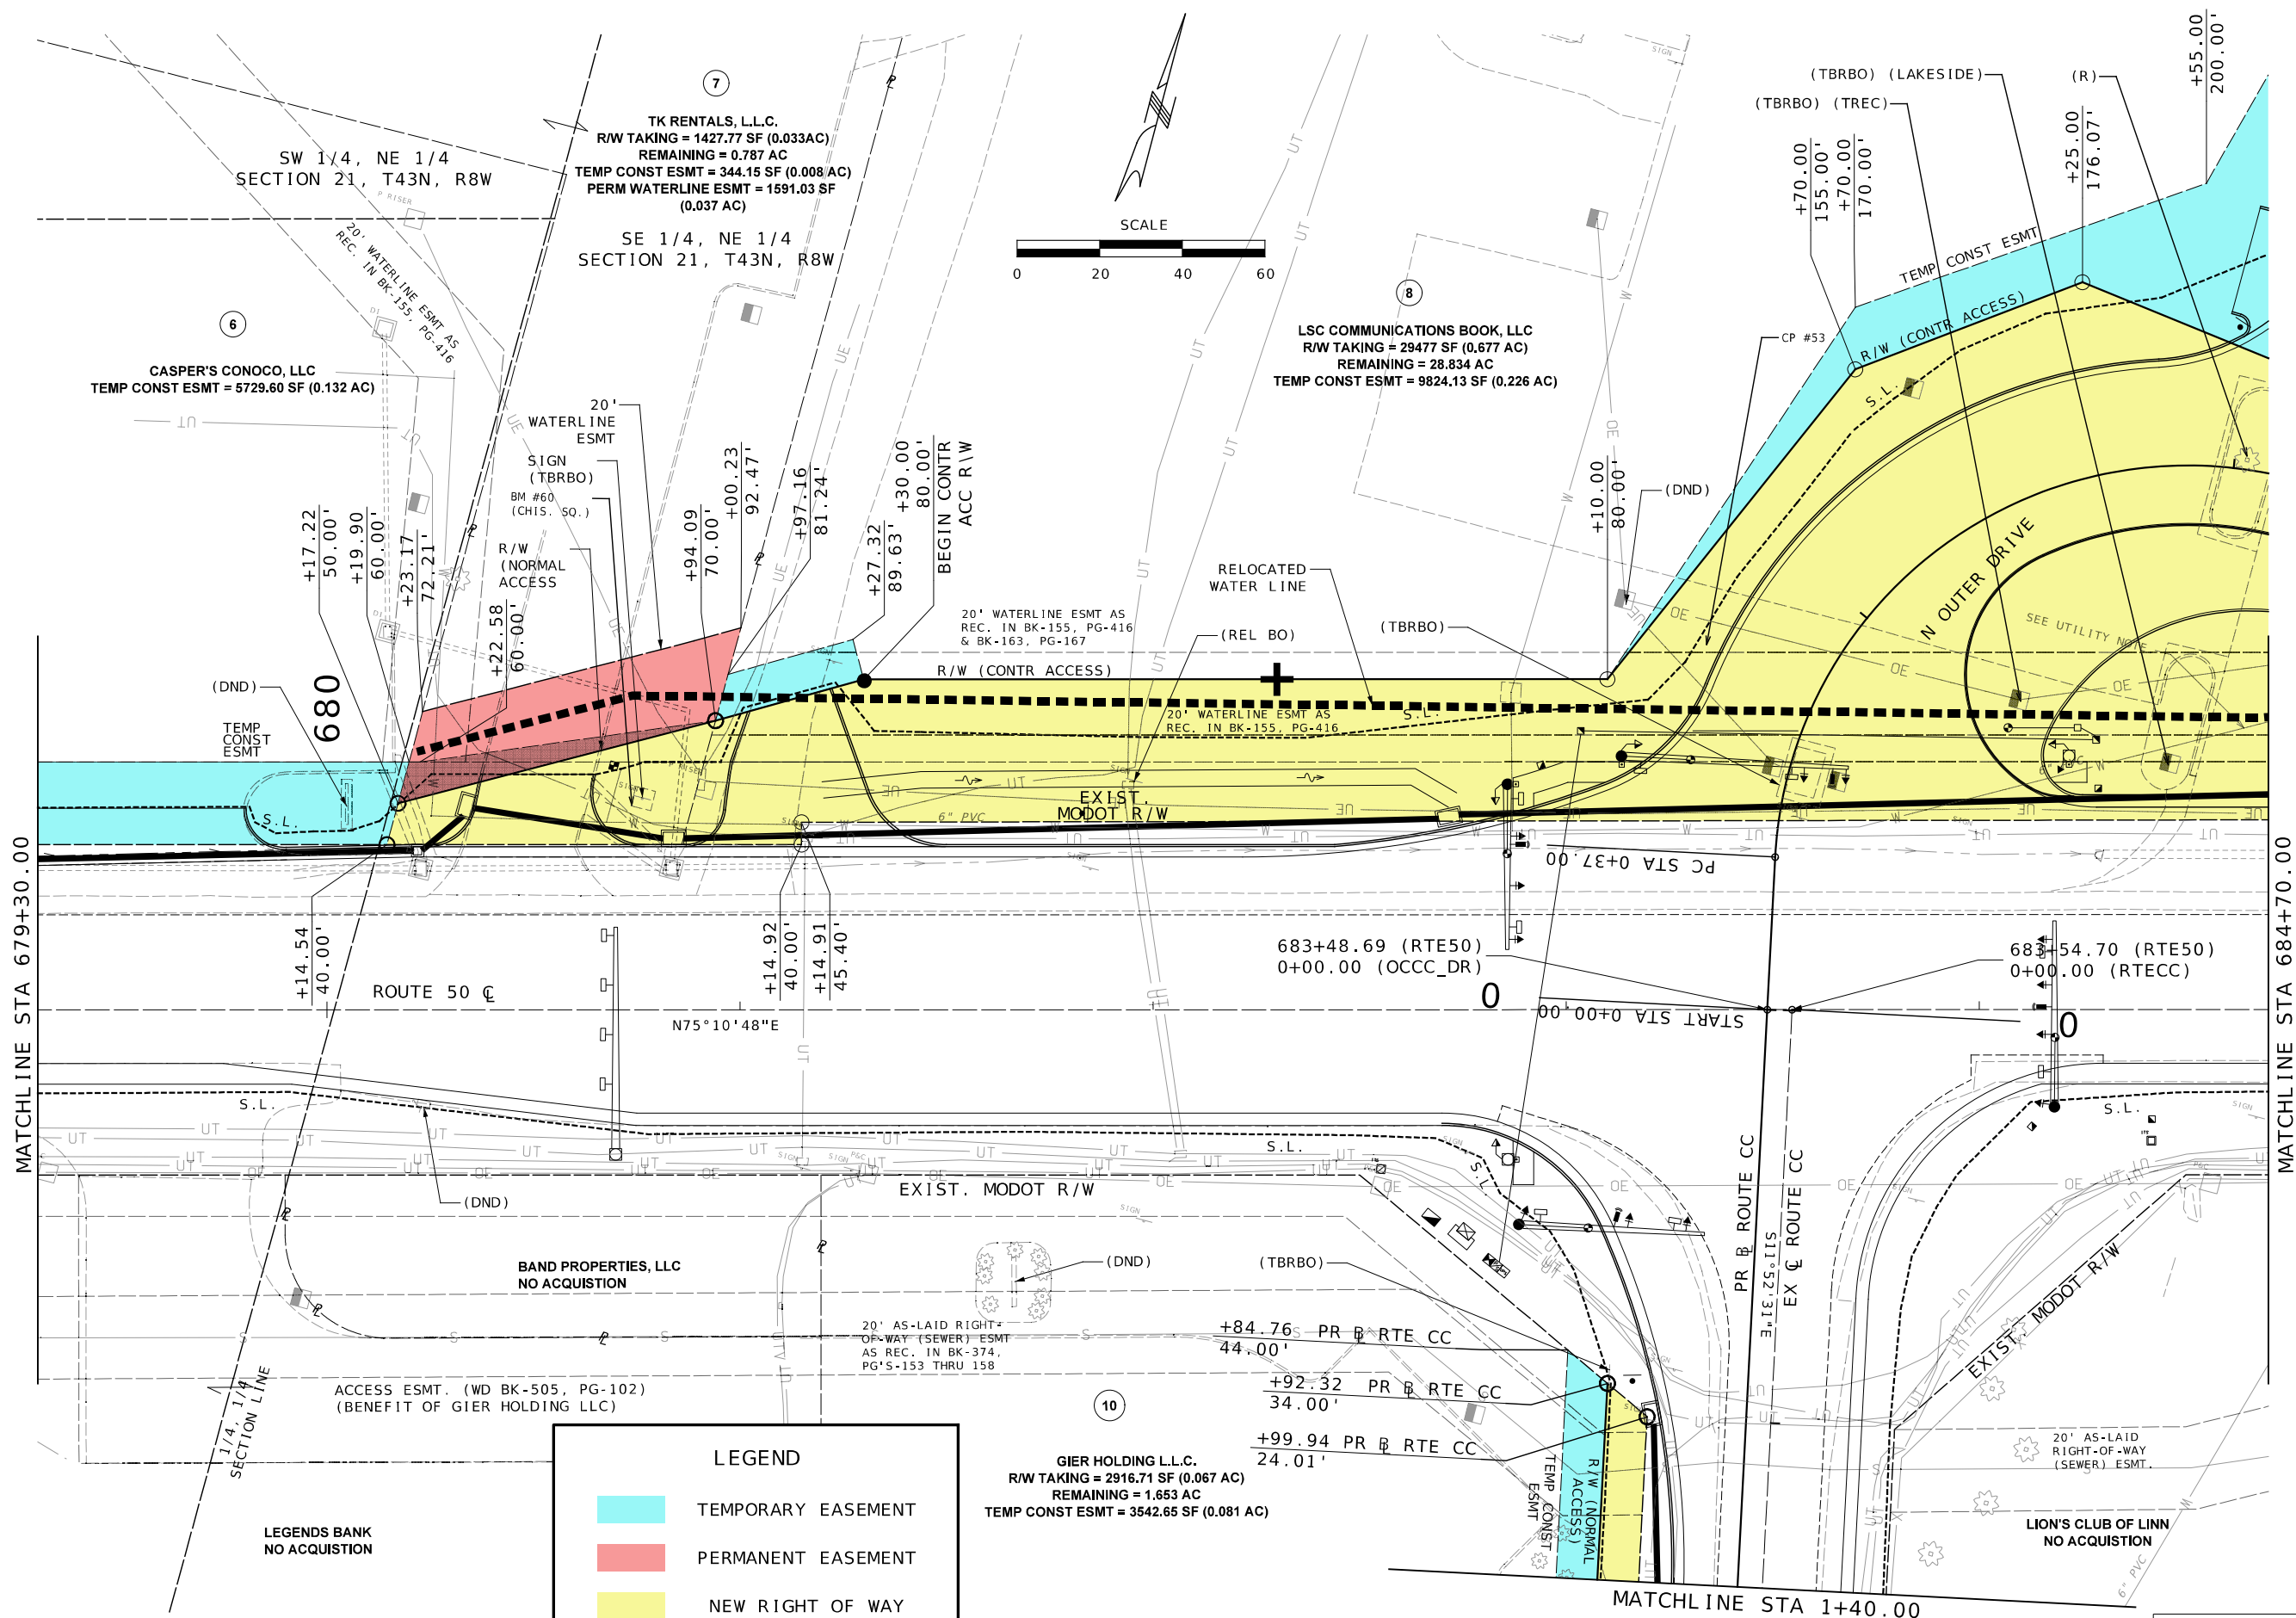 7
TK RENTALS, L.L.C.
R/W TAKING = 1427.77 SF (0.033AC)
REMAINING = 0.787 AC
TEMP CONST ESMT = 344.15 SF (0.008 AC)
PERM WATERLINE ESMT = 1591.03 SF
(0.037 AC)
SW 1/4, NE 1/4
SECTION 21, T43N, R8W
SE 1/4, NE 1/4
SECTION 21, T43N, R8W
P RISER
20' WATERLINE ESMT AS
REC. IN BK-155, PG-416
6
CASPER'S CONOCO, LLC
TEMP CONST ESMT = 5729.60 SF (0.132 AC)
SCALE
0 20 40 60
8
LSC COMMUNICATIONS BOOK, LLC
R/W TAKING = 29477 SF (0.677 AC)
REMAINING = 28.834 AC
TEMP CONST ESMT = 9824.13 SF (0.226 AC)
(TBRBO) (LAKESIDE)
(TBRBO) (TREC)
(R)
+55.00
200.00'
+25.00
176.07'
+70.00
155.00'
+70.00
170.00'
TEMP CONST ESMT
R/W (CONTR ACCESS)
CP #53
S.L.
20'
WATERLINE
ESMT
SIGN
(TBRBO)
BM #60
(CHIS. SQ.)
R/W
(NORMAL
ACCESS
+17.22
50.00'
+19.90
60.00'
+23.17
72.21'
+22.58
60.00'
+94.09
70.00'
+00.23
92.47'
+97.16
81.24'
+27.32
89.63'
+30.00
80.00'
BEGIN CONTR
ACC R\W
+10.00
80.00'
(DND)
RELOCATED
WATER LINE
20' WATERLINE ESMT AS
REC. IN BK-155, PG-416
& BK-163, PG-167
(REL BO)
(TBRBO)
N OUTER DRIVE
SEE UTILITY NOTE
R/W (CONTR ACCESS)
(DND)
680
TEMP
CONST
ESMT
20' WATERLINE ESMT AS
REC. IN BK-155, PG-416
S.L.
S.L.
EXIST.
MODOT R/W
6" PVC
PC STA 0+37.00
MATCHLINE STA 679+30.00
MATCHLINE STA 684+70.00
+14.54
40.00'
+14.92
40.00'
+14.91
45.40'
ROUTE 50 ℄
N75°10'48"E
683+48.69 (RTE50)
0+00.00 (OCCC_DR)
0
START STA 0+00.00
683+54.70 (RTE50)
0+00.00 (RTECC)
0
S.L.
S.L.
S.L.
S.L.
(DND)
EXIST. MODOT R/W
PR B ROUTE CC
S11°52'31"E
EX ℄ ROUTE CC
EXIST. MODOT R/W
BAND PROPERTIES, LLC
NO ACQUISTION
(DND)
(TBRBO)
20' AS-LAID RIGHT-
OF-WAY (SEWER) ESMT
AS REC. IN BK-374,
PG'S-153 THRU 158
+84.76 PR B RTE CC
44.00'
+92.32 PR B RTE CC
34.00'
+99.94 PR B RTE CC
24.01'
1/4, 1/4
SECTION LINE
ACCESS ESMT. (WD BK-505, PG-102)
(BENEFIT OF GIER HOLDING LLC)
10
GIER HOLDING L.L.C.
R/W TAKING = 2916.71 SF (0.067 AC)
REMAINING = 1.653 AC
TEMP CONST ESMT = 3542.65 SF (0.081 AC)
TEMP CONST
ESMT
R/W (NORMAL
ACCESS)
20' AS-LAID
RIGHT-OF-WAY
(SEWER) ESMT.
LEGENDS BANK
NO ACQUISTION
LION'S CLUB OF LINN
NO ACQUISTION
6" PVC
LEGEND
TEMPORARY EASEMENT
PERMANENT EASEMENT
NEW RIGHT OF WAY
MATCHLINE STA 1+40.00